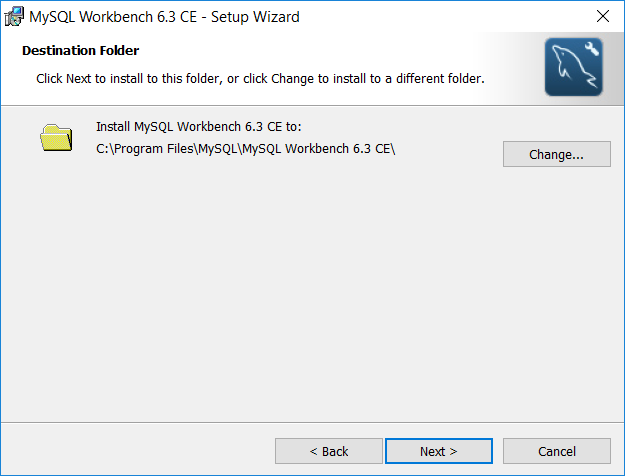 MySQL Workbench 6.3 CE - Setup Wizard
Destination Folder
Click Next to install to this folder, or click Change to install to a different folder.
Install MySQL Workbench 6.3 CE to:
C:\Program Files\MySQL\MySQL Workbench 6.3 CE\
Change...
< Back
Next >
Cancel